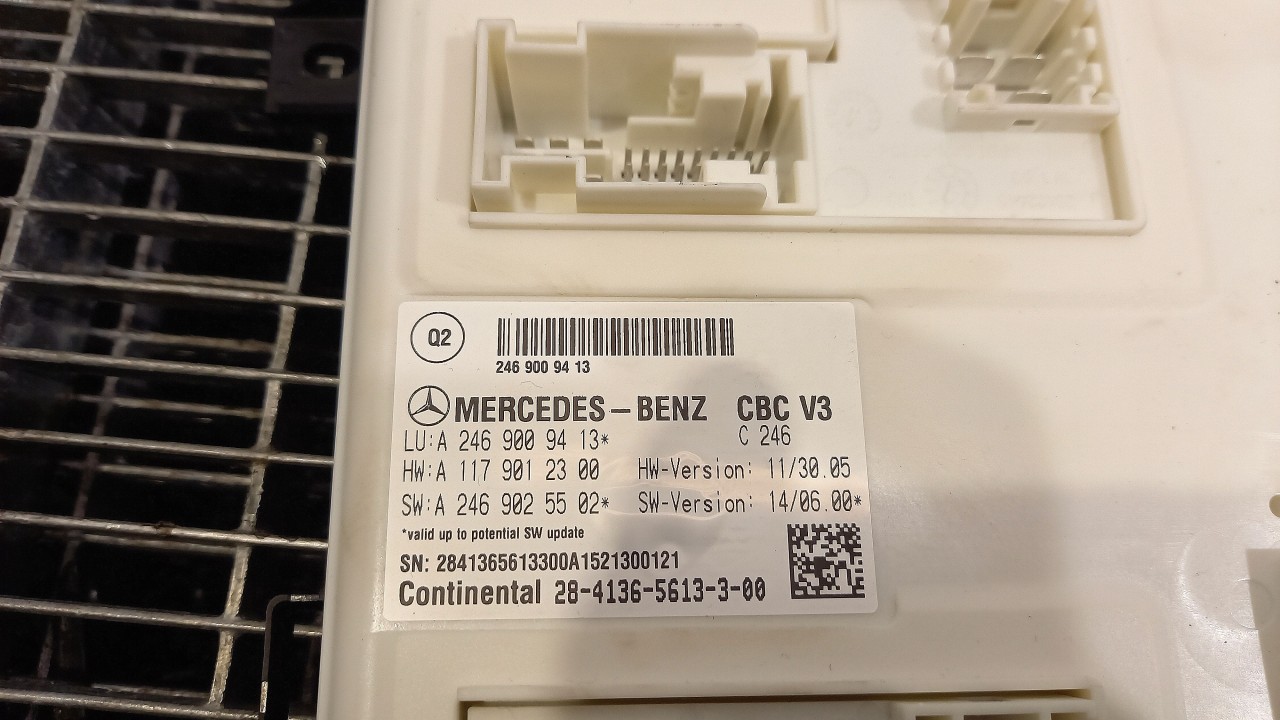 Q2
246 900 94 13
MERCEDES-BENZ CBC V3
LU:A 246 900 94 13* C 246
HW:A 117 901 23 00 HW-Version: 11/30.05
SW:A 246 902 55 02* SW-Version: 14/06.00*
*valid up to potential SW update
SN: 2841365613300A1521300121
Continental 28-4136-5613-3-00